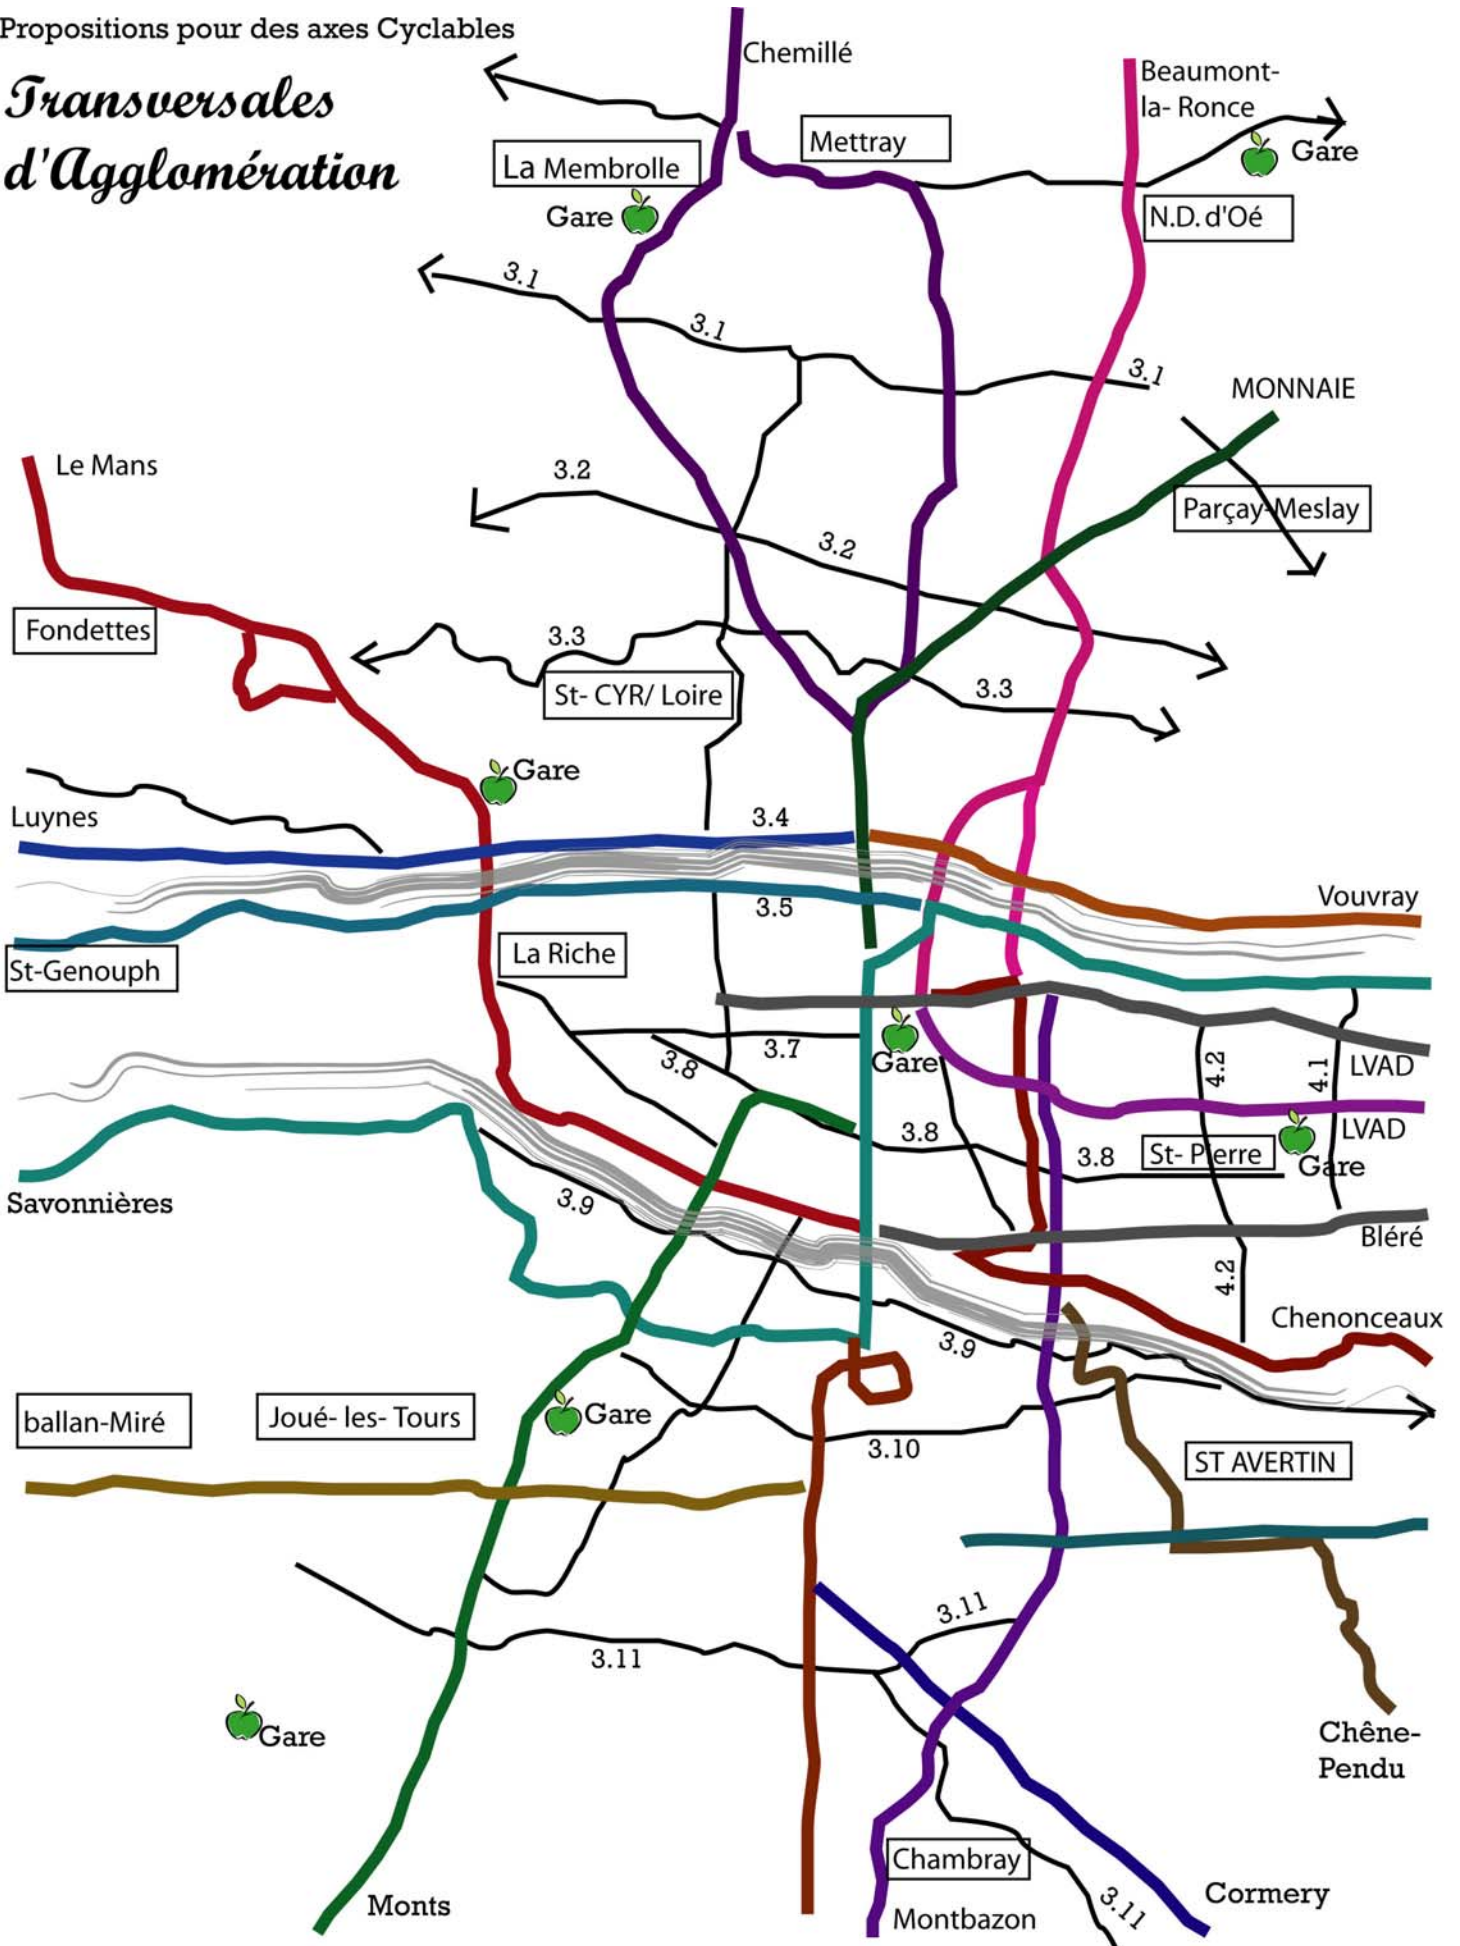 Propositions pour des axes Cyclables
Transversales
d'Agglomération
Chemillé
Beaumont-
la- Ronce
Mettray
Gare
La Membrolle
Gare
N.D. d'Oé
3.1
3.1
3.1
MONNAIE
Le Mans
3.2
Parçay-Meslay
3.2
Fondettes
3.3
St- CYR/ Loire
3.3
Gare
Luynes
3.4
Vouvray
3.5
La Riche
St-Genouph
3.7
3.8
Gare
4.2
4.1
LVAD
LVAD
3.8
3.8
St- Pierre
Gare
Savonnières
3.9
Bléré
4.2
Chenonceaux
3.9
ballan-Miré
Joué- les- Tours
Gare
3.10
ST AVERTIN
3.11
3.11
Gare
Chêne-
Pendu
Chambray
Monts
Cormery
3.11
Montbazon